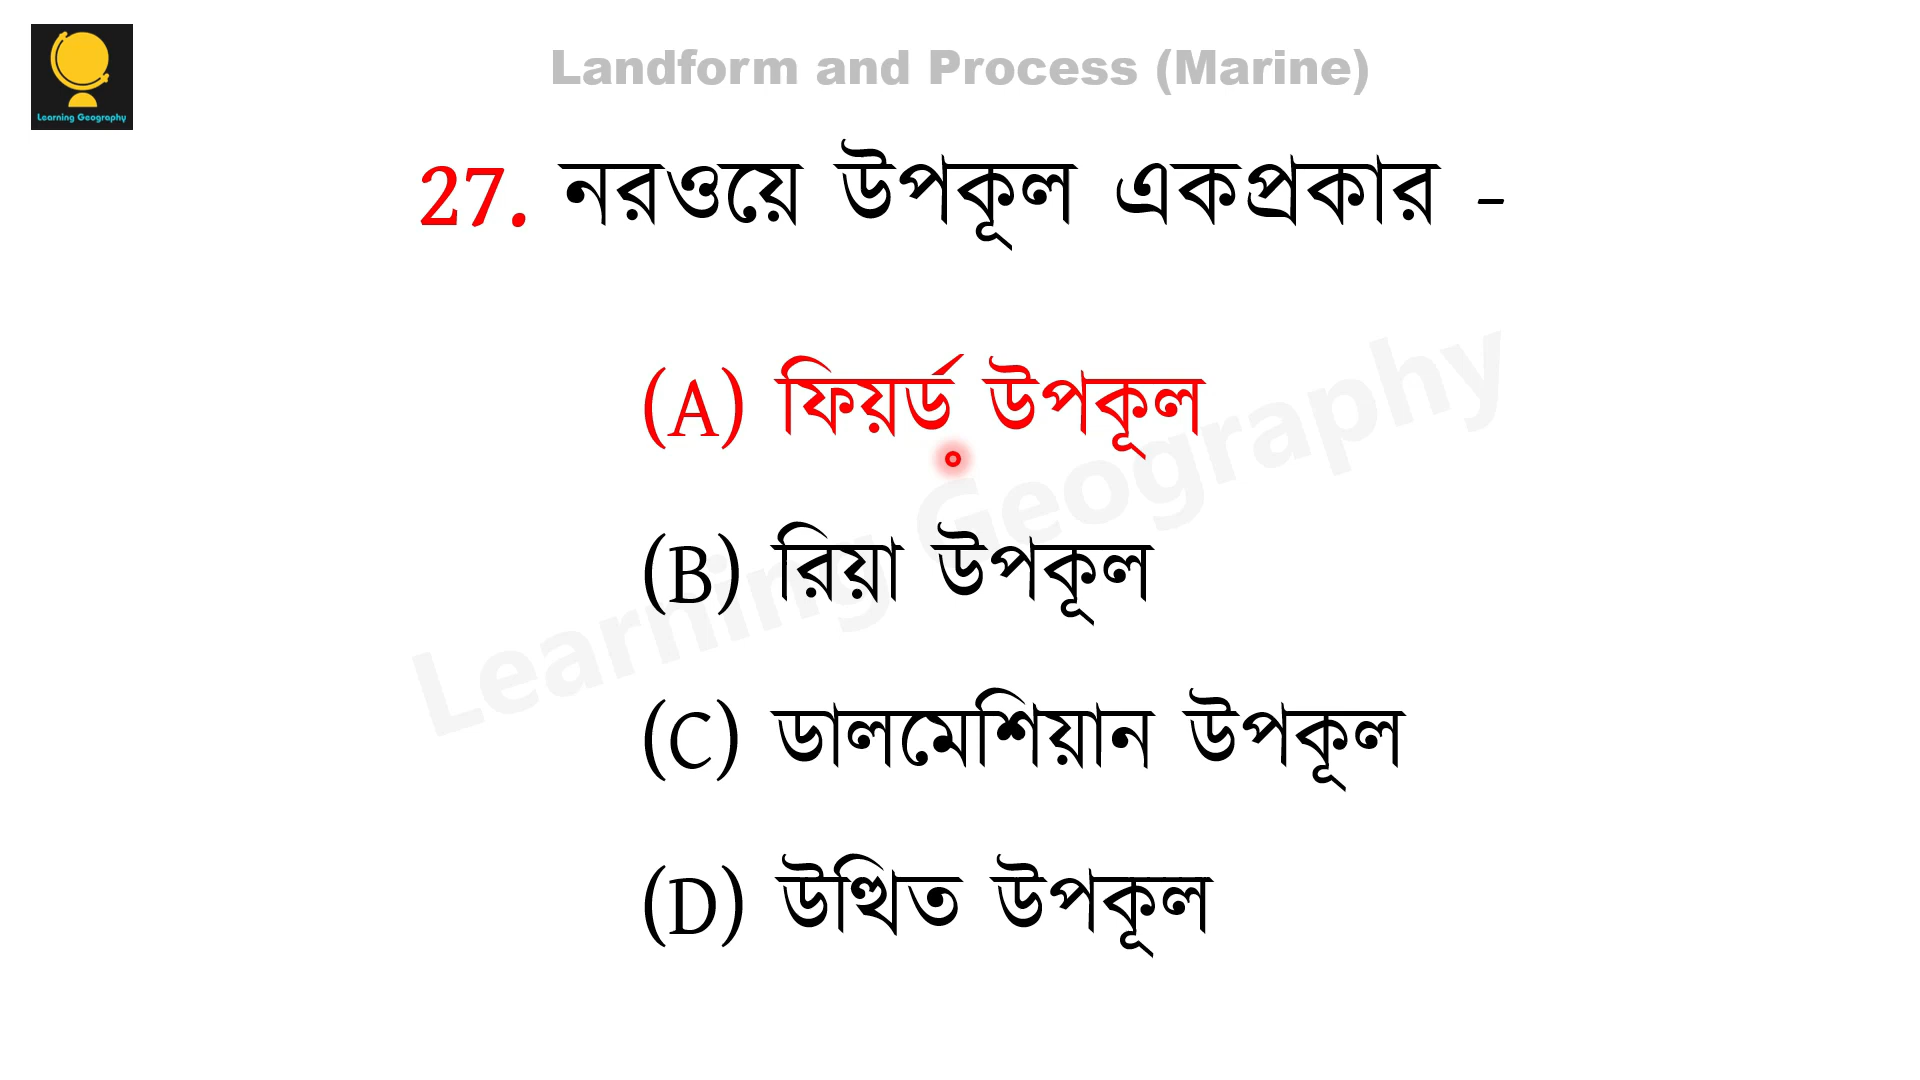 Learning Geography
Landform and Process (Marine)
27. নরওয়ে উপকূল একপ্রকার -
(A) ফিয়র্ড উপকূল
(B) রিয়া উপকূল
(C) ডালমেশিয়ান উপকূল
(D) উত্থিত উপকূল
Learning Geography